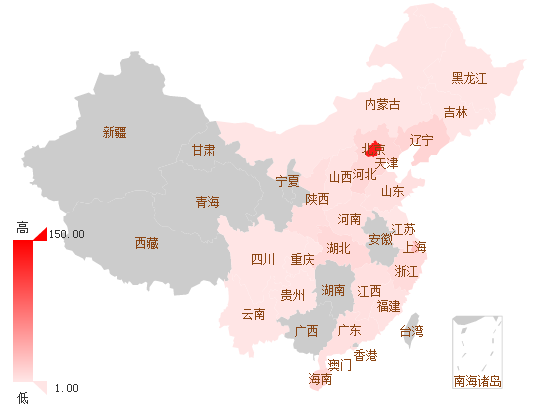 黑龙江
内蒙古
吉林
新疆
辽宁
北京
甘肃
天津
宁夏
山西
河北
陕西
山东
青海
河南
高
150.00
江苏
安徽
西藏
上海
湖北
四川
重庆
浙江
湖南
江西
贵州
福建
云南
广西
广东
台湾
香港
澳门
海南
南海诸岛
1.00
低